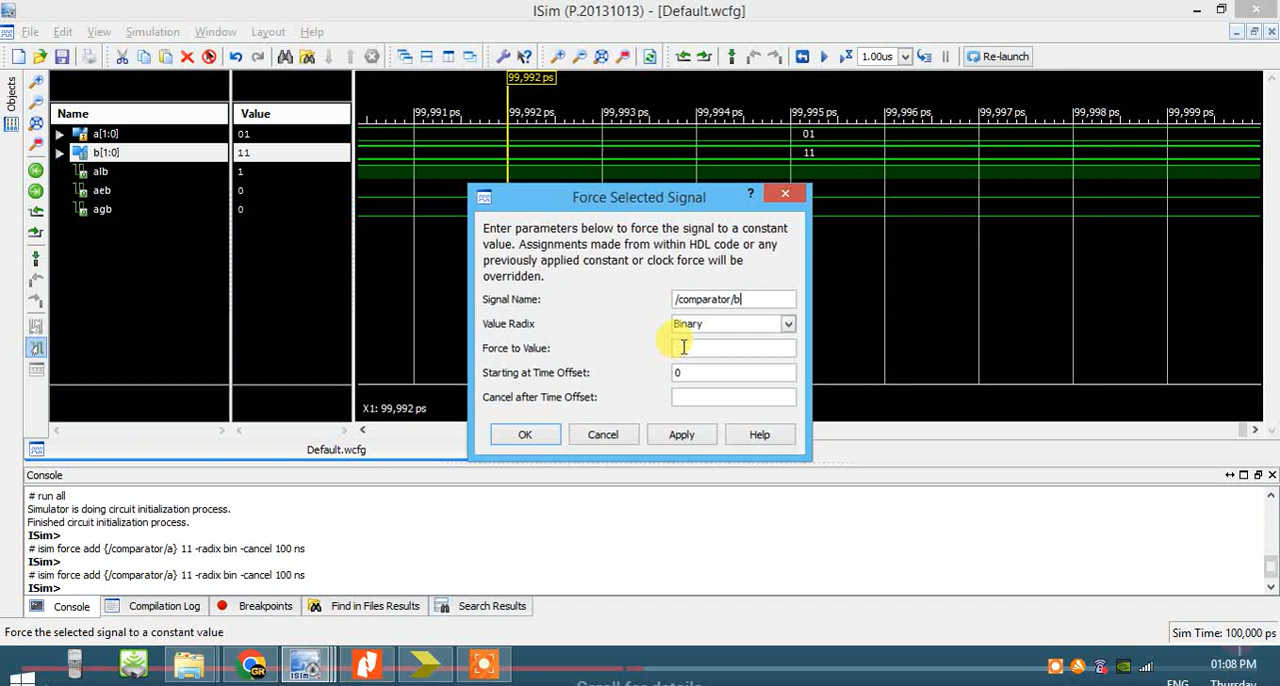 ISim (P.20131013) - [Default.wcfg]
File Edit View Simulation Window Layout Help
1.00us Re-launch
Objects
99,992 ps
Name Value 99,991 ps 99,992 ps 99,993 ps 99,994 ps 99,995 ps 99,996 ps 99,997 ps 99,998 ps 99,999 ps
a[1:0] 01 01
b[1:0] 11 11
alb 1
aeb 0
agb 0
Force Selected Signal
Enter parameters below to force the signal to a constant
value. Assignments made from within HDL code or any
previously applied constant or clock force will be
overridden.
Signal Name: /comparator/b
Value Radix Binary
Force to Value:
Starting at Time Offset: 0
Cancel after Time Offset:
OK Cancel Apply Help
X1: 99,992 ps
Default.wcfg
Console
# run all
Simulator is doing circuit initialization process.
Finished circuit initialization process.
ISim>
# isim force add {/comparator/a} 11 -radix bin -cancel 100 ns
ISim>
# isim force add {/comparator/a} 11 -radix bin -cancel 100 ns
ISim>
Console Compilation Log Breakpoints Find in Files Results Search Results
Force the selected signal to a constant value
Sim Time: 100,000 ps
GR ISim 01:08 PM
Scroll for details
ENG Thursday